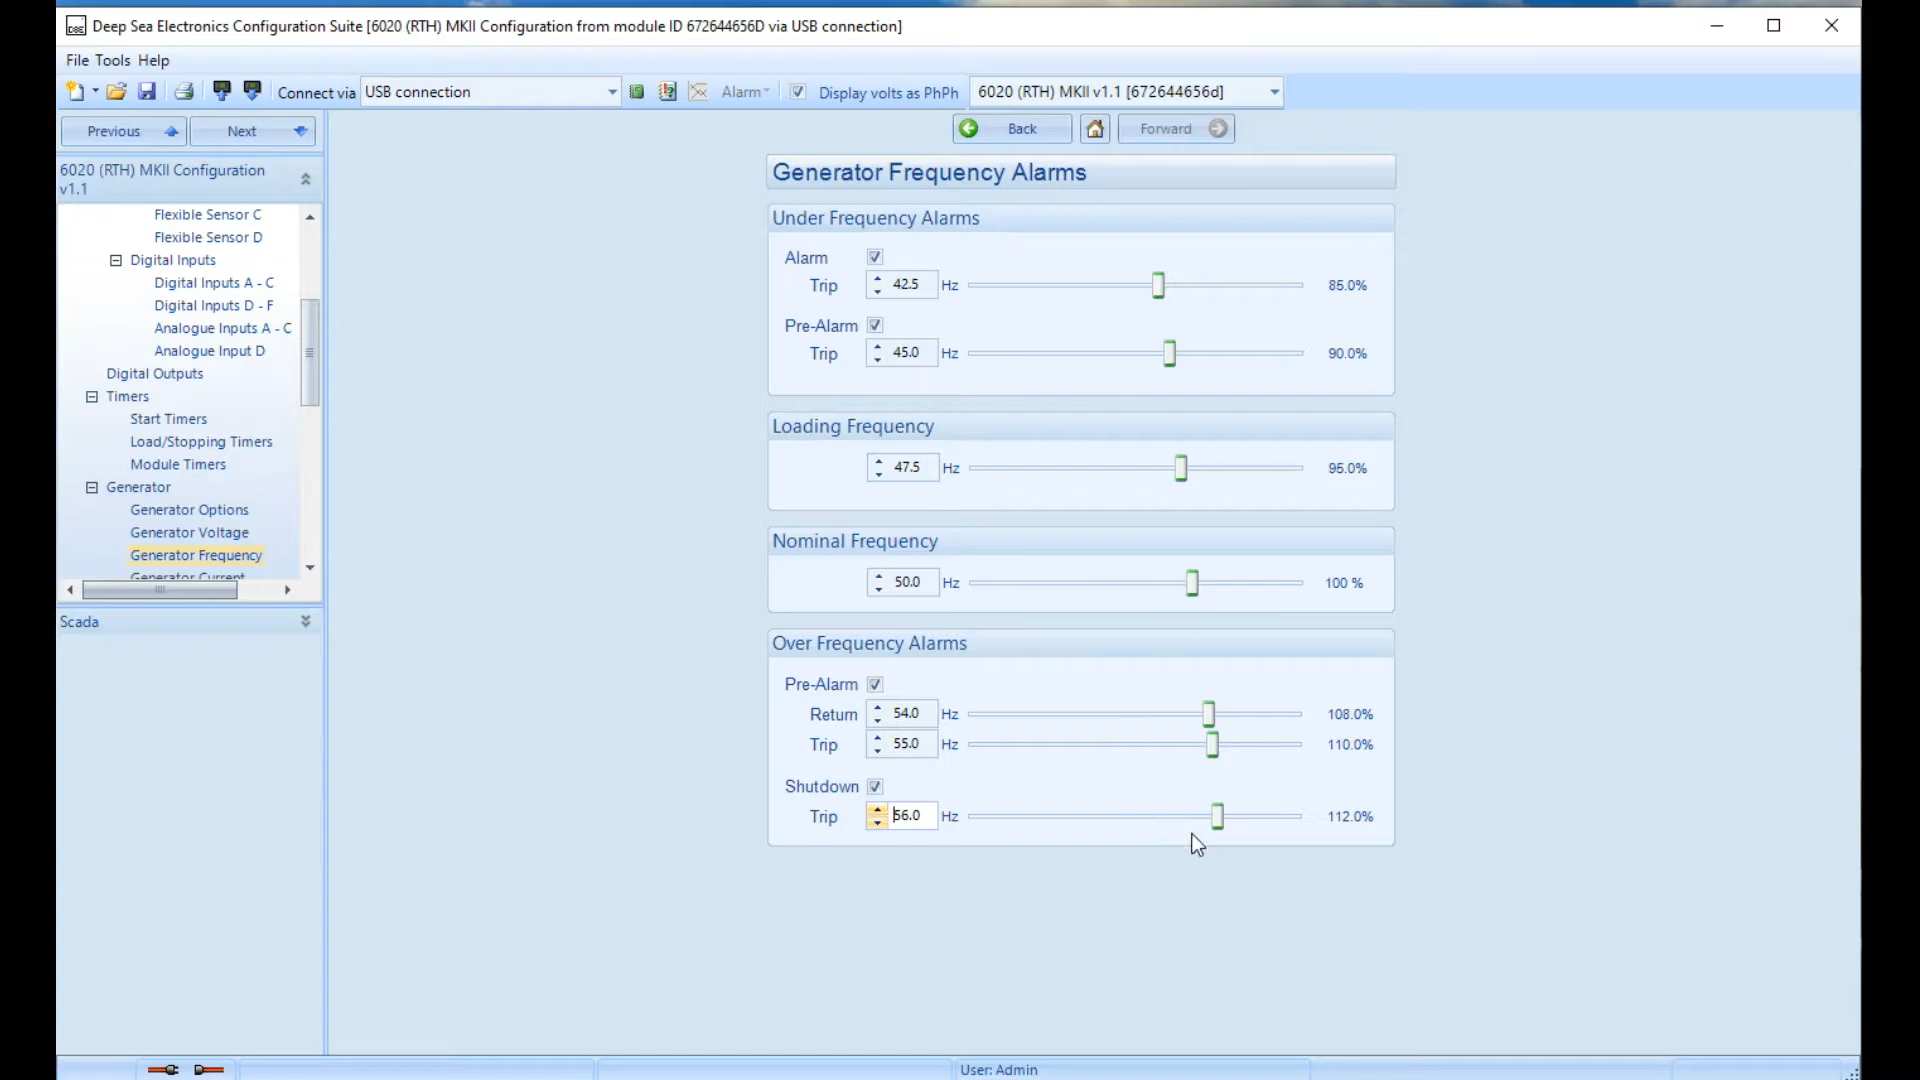 Deep Sea Electronics Configuration Suite [6020 (RTH) MKII Configuration from module ID 672644656D via USB connection]
File Tools Help
Connect via USB connection Alarm Display volts as PhPh 6020 (RTH) MKII v1.1 [672644656d]
Previous Next
Back Forward
6020 (RTH) MKII Configuration
v1.1
Flexible Sensor C
Flexible Sensor D
Digital Inputs
Digital Inputs A - C
Digital Inputs D - F
Analogue Inputs A - C
Analogue Input D
Digital Outputs
Timers
Start Timers
Load/Stopping Timers
Module Timers
Generator
Generator Options
Generator Voltage
Generator Frequency
Generator Current
Scada
Generator Frequency Alarms
Under Frequency Alarms
Alarm
Trip 42.5 Hz 85.0%
Pre-Alarm
Trip 45.0 Hz 90.0%
Loading Frequency
47.5 Hz 95.0%
Nominal Frequency
50.0 Hz 100 %
Over Frequency Alarms
Pre-Alarm
Return 54.0 Hz 108.0%
Trip 55.0 Hz 110.0%
Shutdown
Trip 56.0 Hz 112.0%
User: Admin